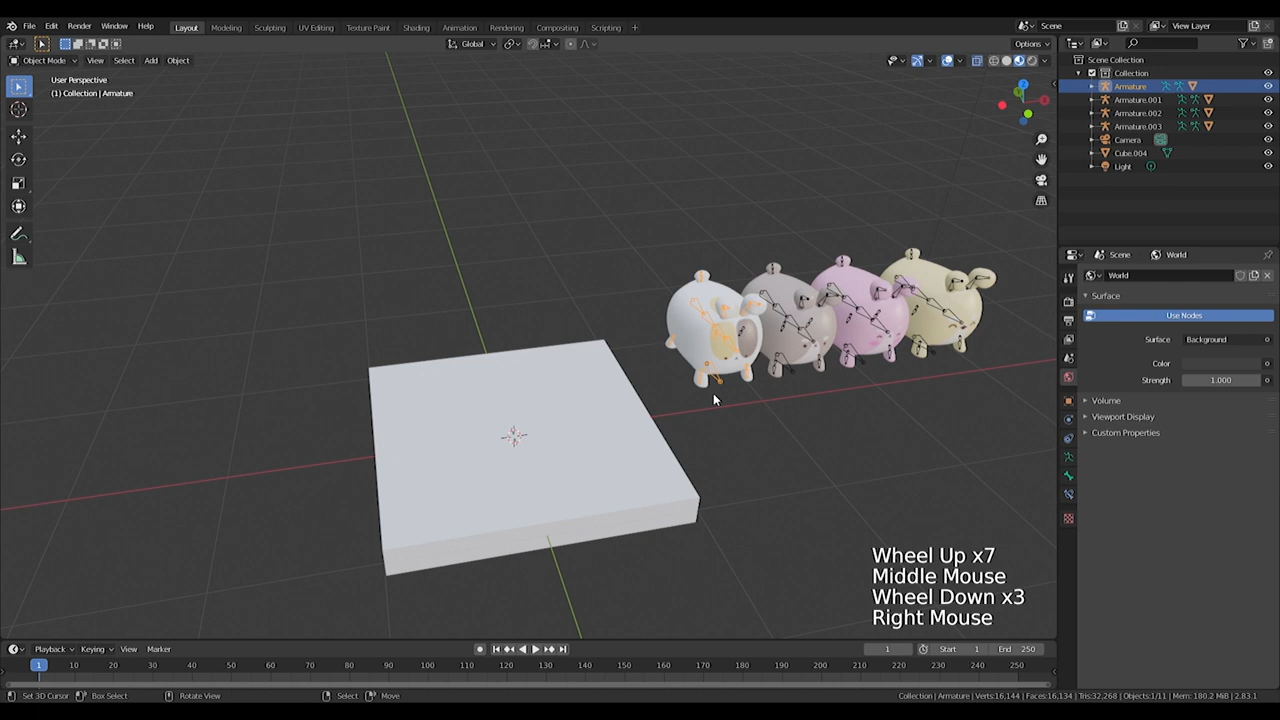 File Edit Render Window Help Layout Modeling Sculpting UV Editing Texture Paint Shading Animation Rendering Compositing Scripting + Scene View Layer
Global Options
Object Mode View Select Add Object
User Perspective
(1) Collection | Armature
Scene Collection
Collection
Armature
Armature.001
Armature.002
Armature.003
Camera
Cube.004
Light
Scene World
World
Surface
Use Nodes
Surface Background
Color
Strength 1.000
Volume
Viewport Display
Custom Properties
Wheel Up x7
Middle Mouse
Wheel Down x3
Right Mouse
Playback Keying View Marker 1 Start 1 End 250
1 10 20 30 40 50 60 70 80 90 100 110 120 130 140 150 160 170 180 190 200 210 220 230 240 250
Set 3D Cursor Box Select Rotate View Select Move Collection | Armature | Verts:16,144 | Faces:16,134 | Tris:32,268 | Objects:1/11 | Mem: 180.2 MiB | 2.83.1